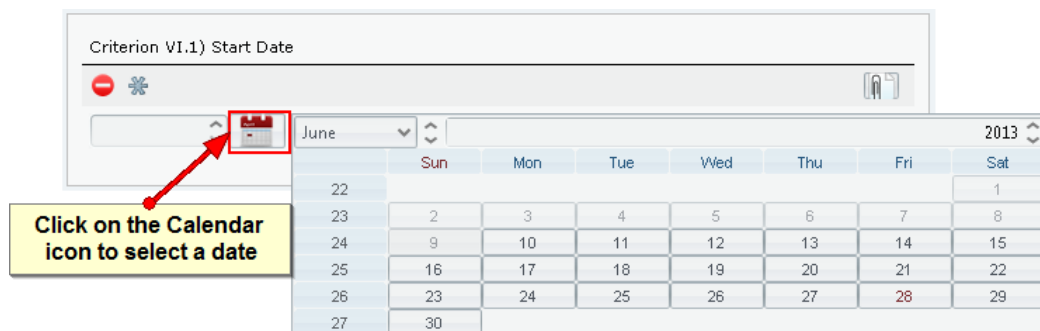 Criterion VI.1) Start Date
June 2013
Sun Mon Tue Wed Thu Fri Sat
22 1
23 2 3 4 5 6 7 8
24 9 10 11 12 13 14 15
25 16 17 18 19 20 21 22
26 23 24 25 26 27 28 29
27 30
Click on the Calendar
icon to select a date